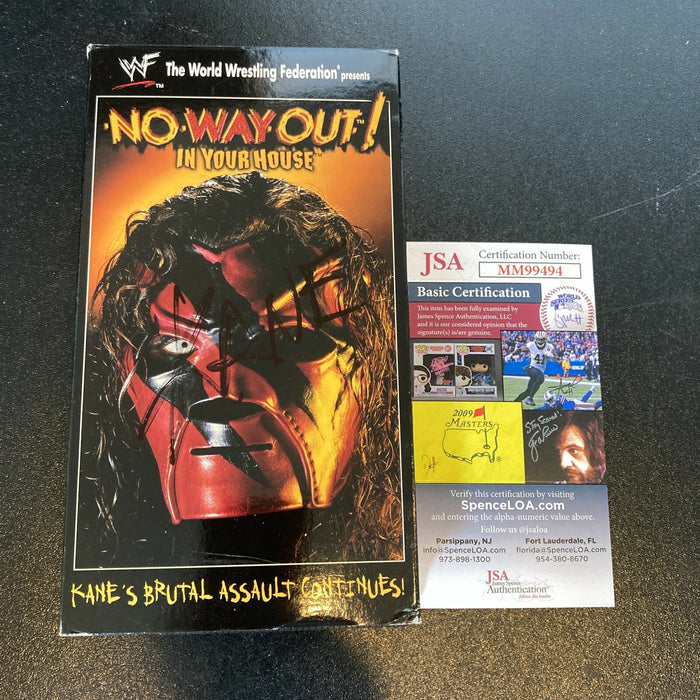 WF™ The World Wrestling Federation® presents
NO WAY OUT!™
IN YOUR HOUSE™
KANE
KANE'S BRUTAL ASSAULT CONTINUES!
JSA
Certification Number:
MM99494
Basic Certification
This item has been fully examined by
James Spence Authentication, LLC
and it is our considered opinion that the
signature(s) is/are genuine.
2009
MASTERS
Verify this certification by visiting
SpenceLOA.com
and entering the alpha-numeric value above.
Follow us @jsaloa
Parsippany, NJ
info@SpenceLOA.com
973-898-1300
Fort Lauderdale, FL
florida@SpenceLOA.com
954-380-8670
JSA
James Spence
Authentication